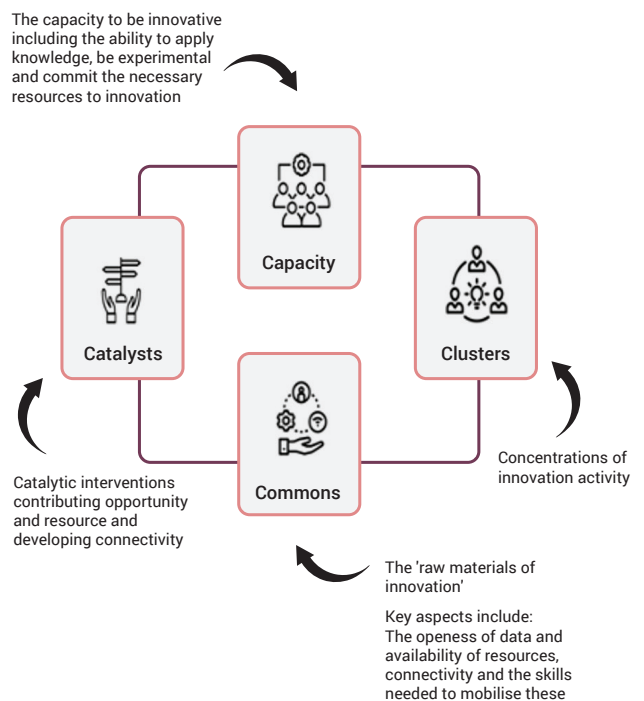 The capacity to be innovative
including the ability to apply
knowledge, be experimental
and commit the necessary
resources to innovation
Capacity
Catalysts
Clusters
Commons
Catalytic interventions
contributing opportunity
and resource and
developing connectivity
Concentrations of
innovation activity
The 'raw materials of
innovation'
Key aspects include:
The openess of data and
availability of resources,
connectivity and the skills
needed to mobilise these